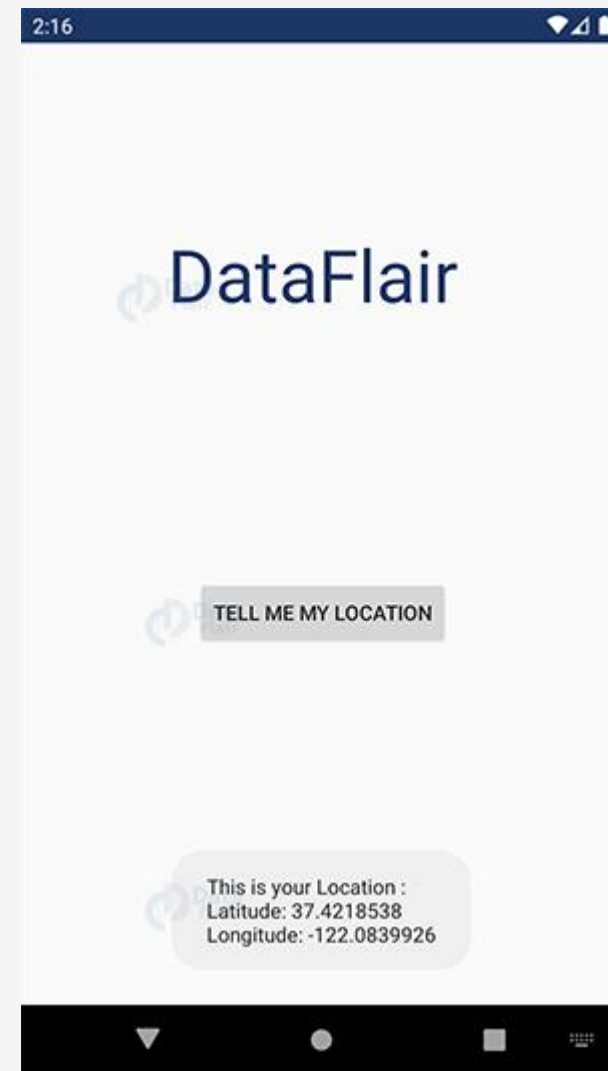 2:16
DataFlair
TELL ME MY LOCATION
This is your Location :
Latitude: 37.4218538
Longitude: -122.0839926